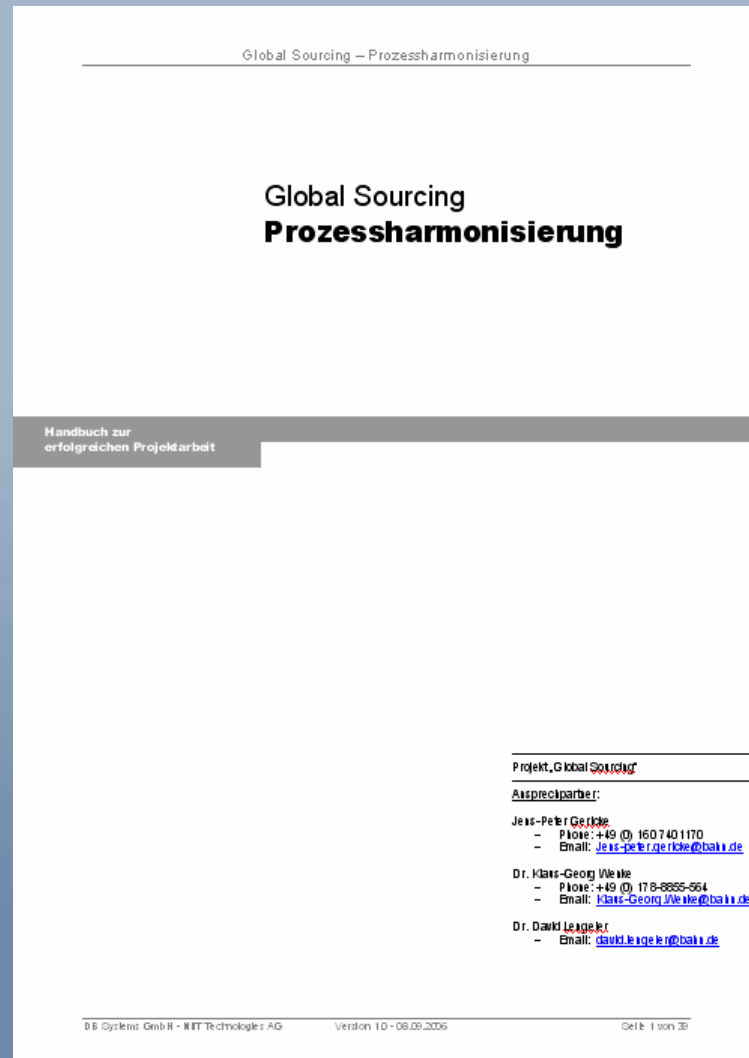 Global Sourcing – Prozessharmonisierung
Global Sourcing
Prozessharmonisierung
Handbuch zur
erfolgreichen Projektarbeit
Projekt „Global Sourcing“
Ansprechpartner:
Jens-Peter Gericke
– Phone: +49 (0) 160 740 1170
– Email: Jens-peter.gericke@bahn.de
Dr. Klaus-Georg Wenke
– Phone: +49 (0) 178-8855-564
– Email: Klaus-Georg.Wenke@bahn.de
Dr. David Lengeler
– Email: david.lengeler@bahn.de
DB Systems GmbH - NIIT Technologies AG Version 1.0 - 08.09.2006 Seite 1 von 39